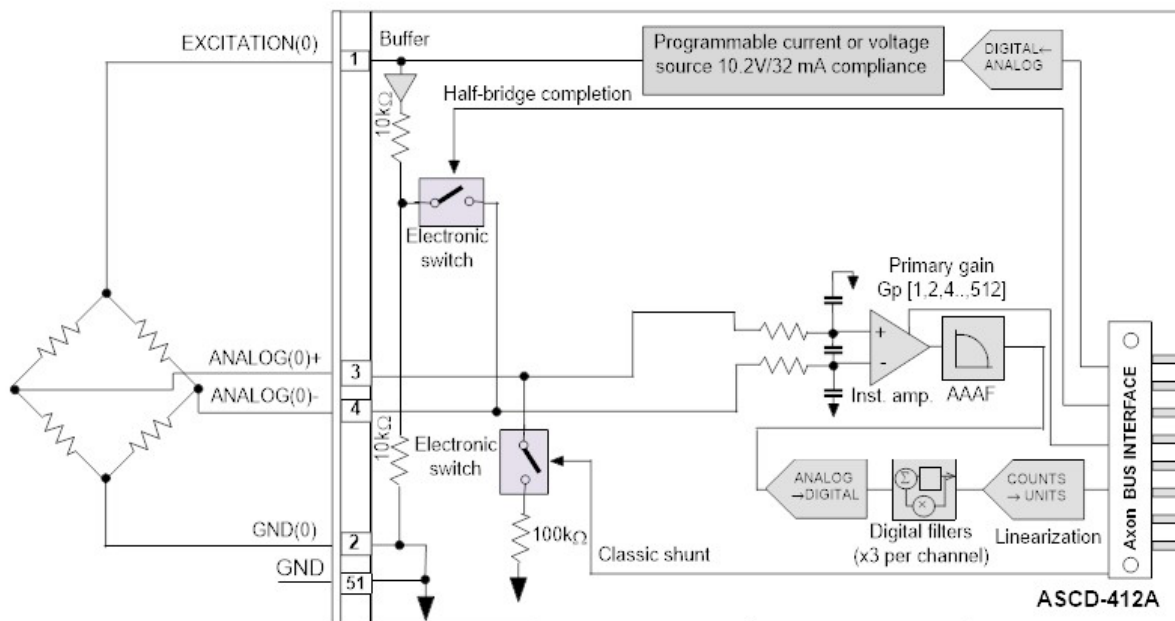 EXCITATION(0)
1
Buffer
Programmable current or voltage
source 10.2V/32 mA compliance
DIGITAL←
ANALOG
10kΩ
Half-bridge completion
Electronic
switch
Primary gain
Gp [1,2,4..,512]
+
-
Inst. amp.
AAAF
ANALOG(0)+
3
ANALOG(0)-
4
10kΩ
Electronic
switch
100kΩ
ANALOG
→DIGITAL
Σ
×
Digital filters
(x3 per channel)
COUNTS
→UNITS
Linearization
Axon BUS INTERFACE
GND(0)
2
GND
51
Classic shunt
ASCD-412A